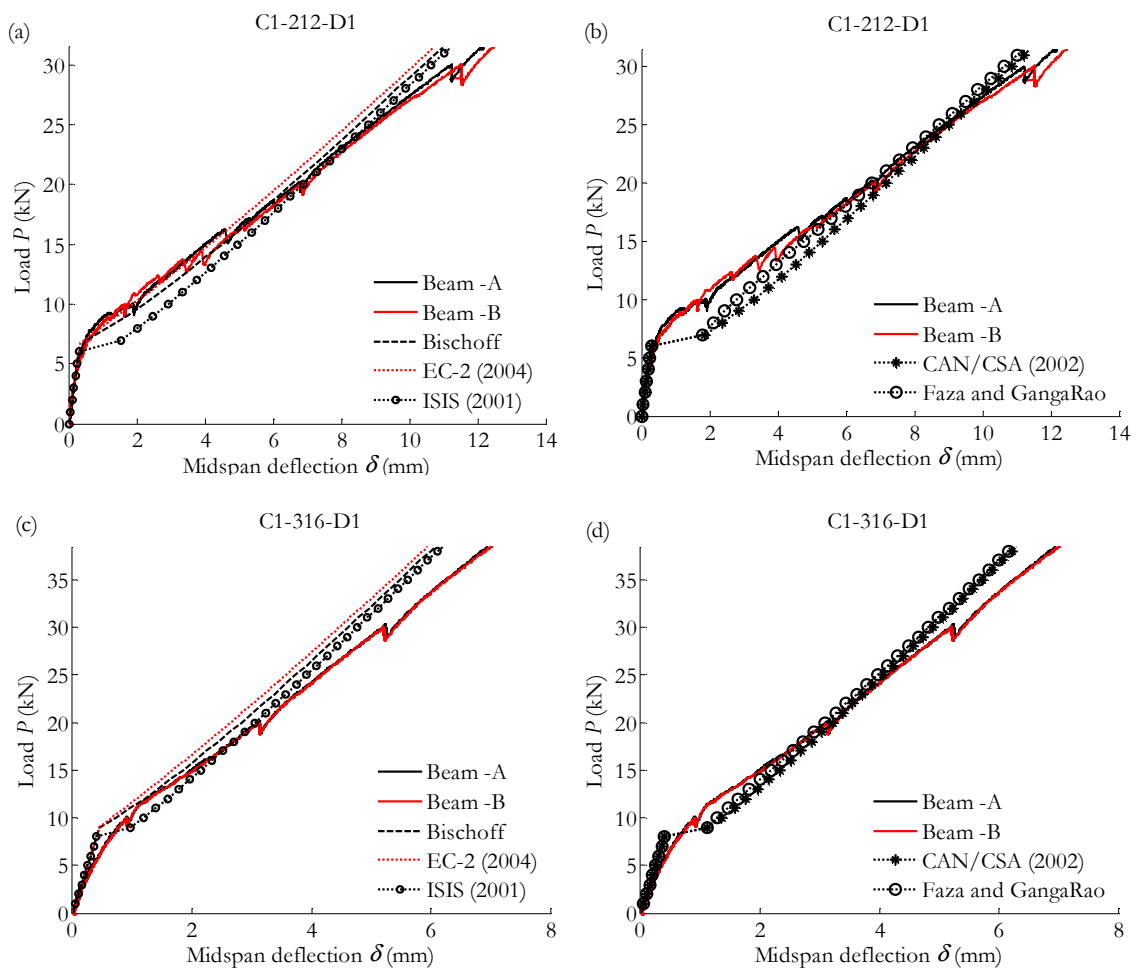 (a)
C1-212-D1
30
25
20
15
10
5
0
Load P (kN)
Beam -A
Beam -B
Bischoff
EC-2 (2004)
ISIS (2001)
0 2 4 6 8 10 12 14
Midspan deflection δ (mm)
(b)
C1-212-D1
30
25
20
15
10
5
0
Load P (kN)
Beam -A
Beam -B
CAN/CSA (2002)
Faza and GangaRao
0 2 4 6 8 10 12 14
Midspan deflection δ (mm)
(c)
C1-316-D1
35
30
25
20
15
10
5
0
Load P (kN)
Beam -A
Beam -B
Bischoff
EC-2 (2004)
ISIS (2001)
0 2 4 6 8
Midspan deflection δ (mm)
(d)
C1-316-D1
35
30
25
20
15
10
5
0
Load P (kN)
Beam -A
Beam -B
CAN/CSA (2002)
Faza and GangaRao
0 2 4 6 8
Midspan deflection δ (mm)